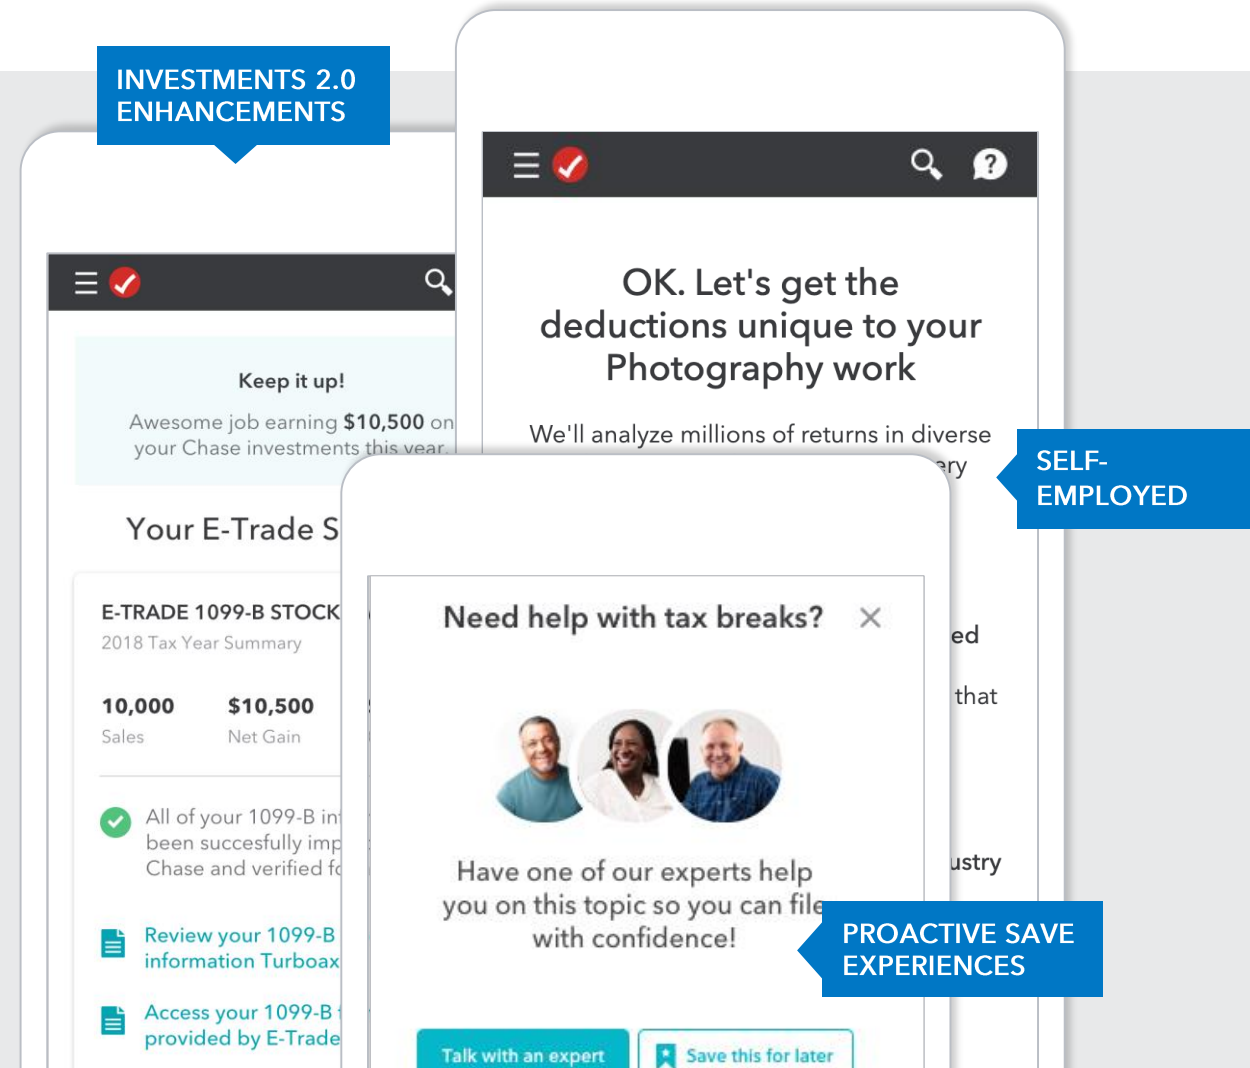 INVESTMENTS 2.0
ENHANCEMENTS
Keep it up!
Awesome job earning $10,500 on
your Chase investments this year.
Your E-Trade S
E-TRADE 1099-B STOCK
2018 Tax Year Summary
10,000
$10,500
Sales
Net Gain
All of your 1099-B in
been succesfully imp
Chase and verified fo
Review your 1099-B
information Turboax
Access your 1099-B
provided by E-Trade
OK. Let's get the
deductions unique to your
Photography work
We'll analyze millions of returns in diverse
ery
ed
that
ustry
SELF-
EMPLOYED
Need help with tax breaks?
Have one of our experts help
you on this topic so you can file
with confidence!
Talk with an expert
Save this for later
PROACTIVE SAVE
EXPERIENCES